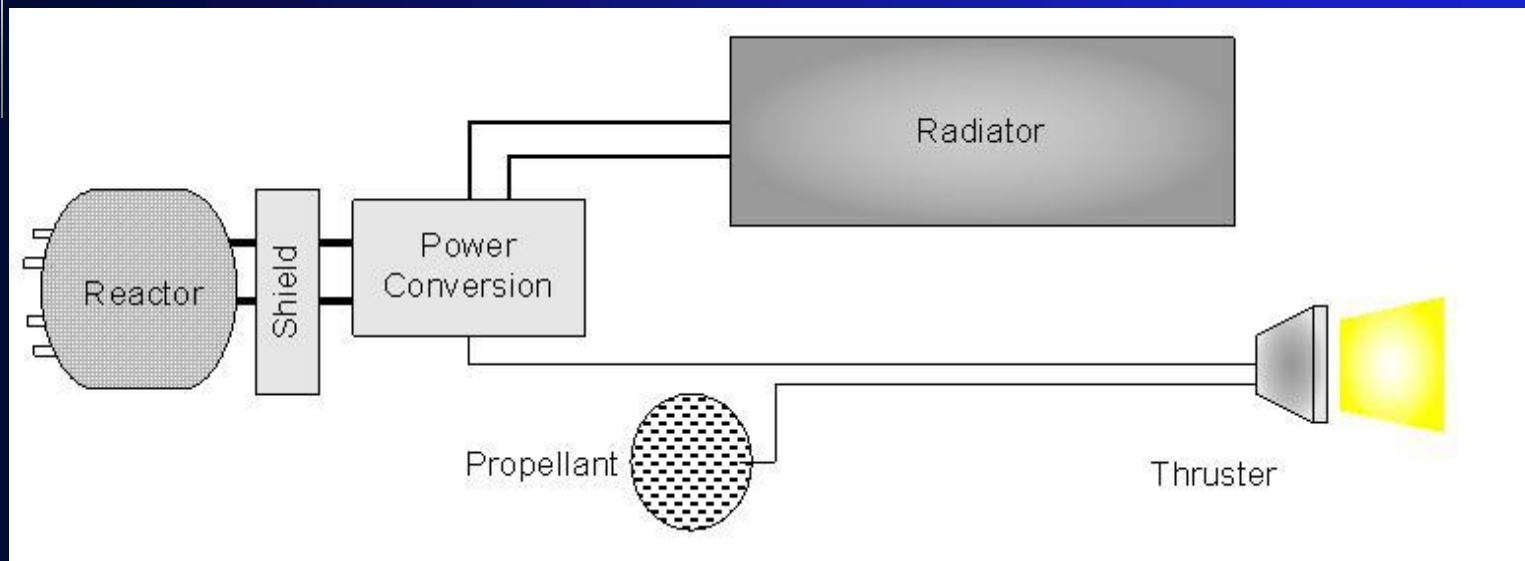 Radiator
Power
Conversion
Reactor
Shield
Propellant
Thruster